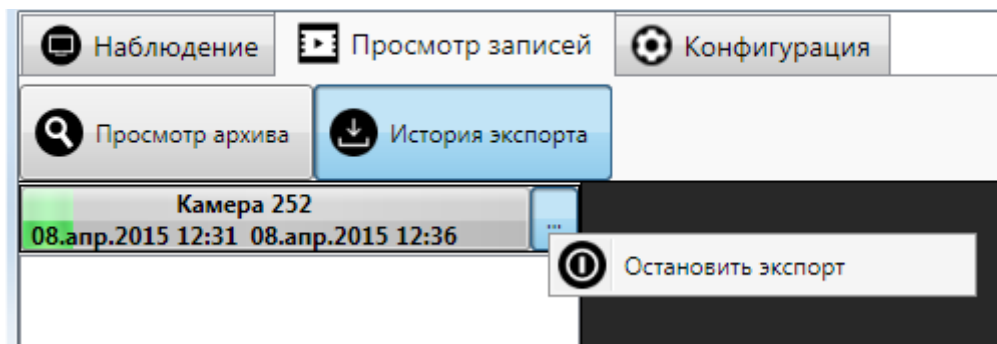 Наблюдение Просмотр записей Конфигурация
Просмотр архива История экспорта
Камера 252
08.апр.2015 12:31 08.апр.2015 12:36 ...
Остановить экспорт